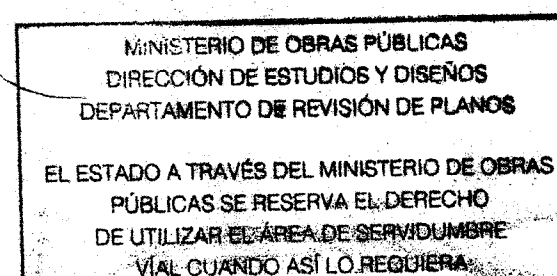 MINISTERIO DE OBRAS PÚBLICAS
DIRECCIÓN DE ESTUDIOS Y DISEÑOS
DEPARTAMENTO DE REVISIÓN DE PLANOS
EL ESTADO A TRAVÉS DEL MINISTERIO DE OBRAS
PÚBLICAS SE RESERVA EL DERECHO
DE UTILIZAR EL ÁREA DE SERVIDUMBRE
VÍAL CUANDO ASÍ LO REQUIERA